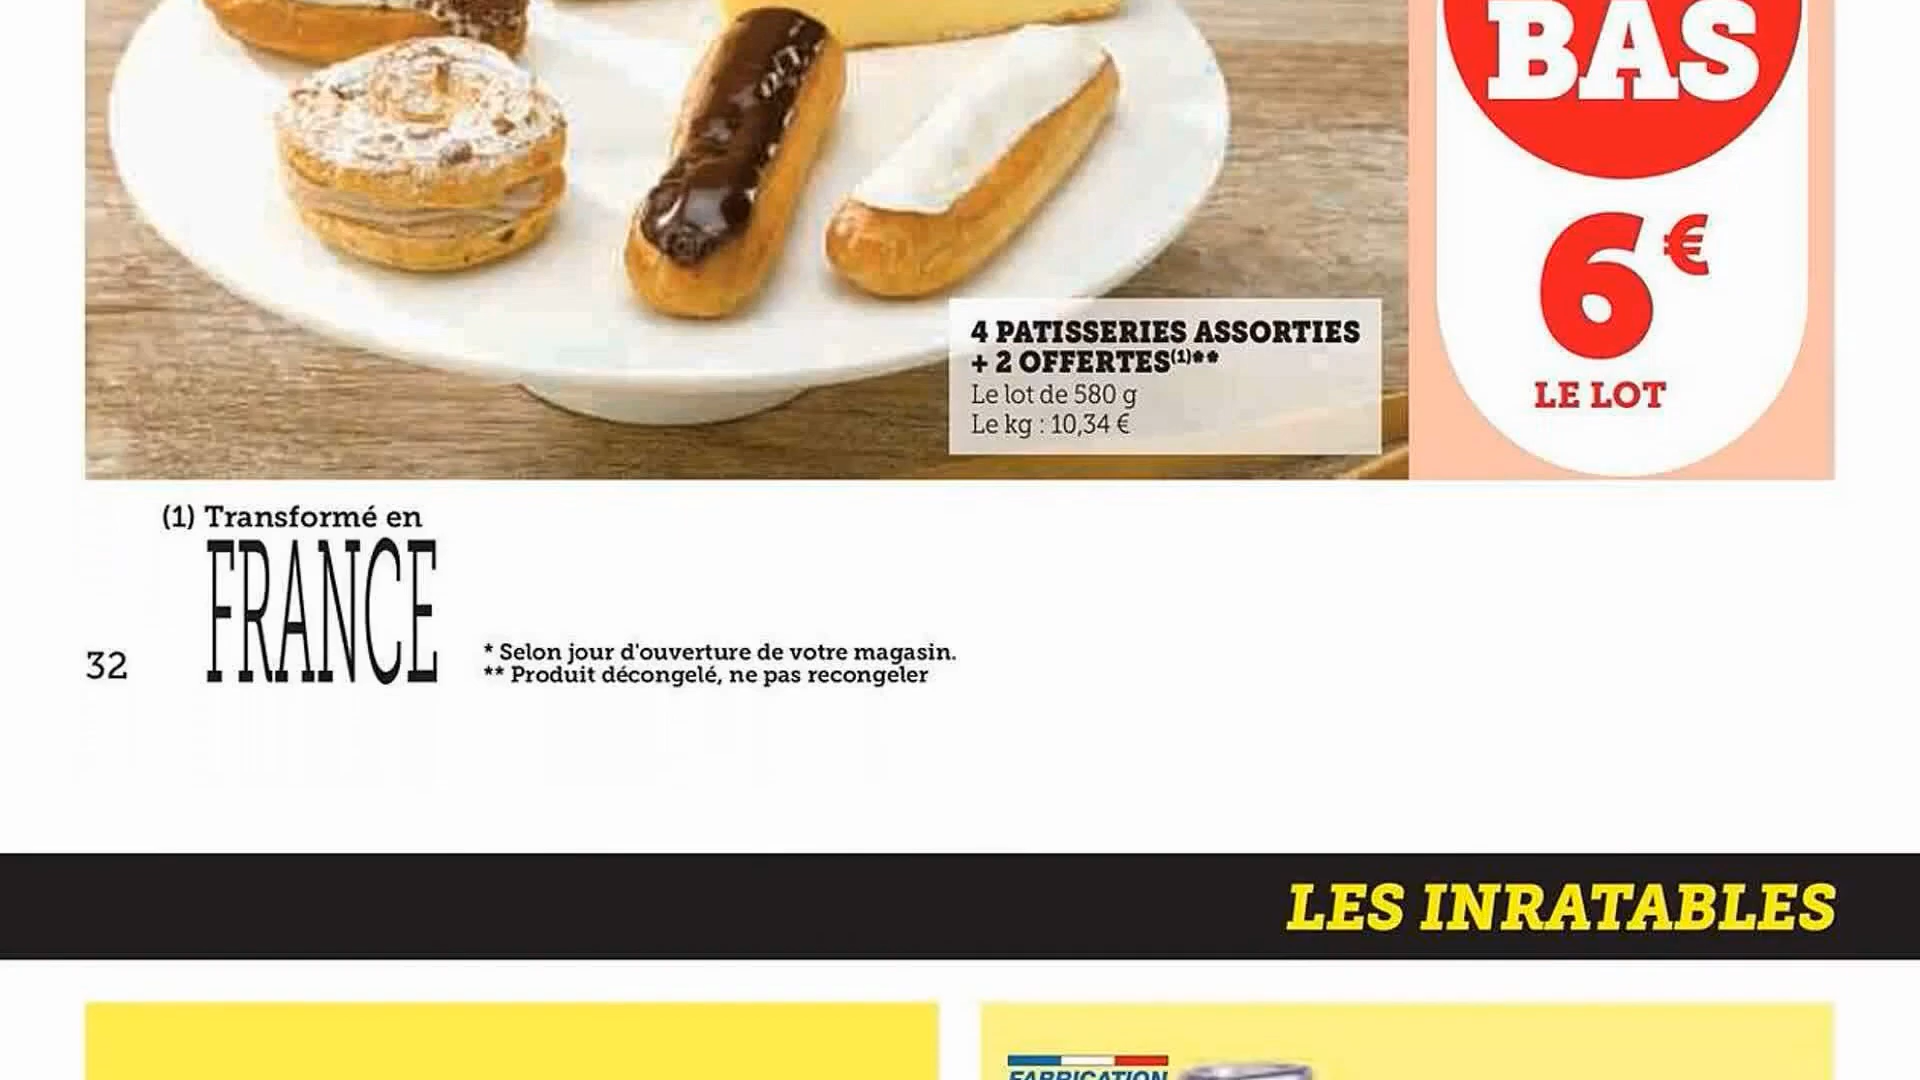 BAS
6€
LE LOT
4 PATISSERIES ASSORTIES
+ 2 OFFERTES(1)**
Le lot de 580 g
Le kg : 10,34 €
(1) Transformé en
FRANCE
32
* Selon jour d'ouverture de votre magasin.
** Produit décongelé, ne pas recongeler
LES INRATABLES
FABRICATION